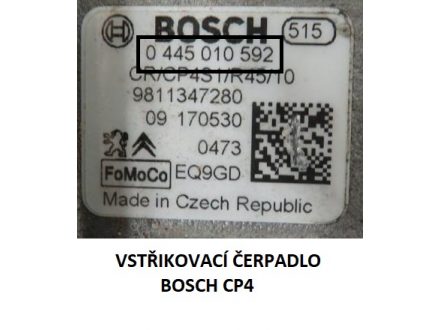 BOSCH 515
0 445 010 592
CR/CP4S1/R45/10
9811347280
09 170530
0473
FoMoCo EQ9GD
Made in Czech Republic
VSTŘIKOVACÍ ČERPADLO
BOSCH CP4